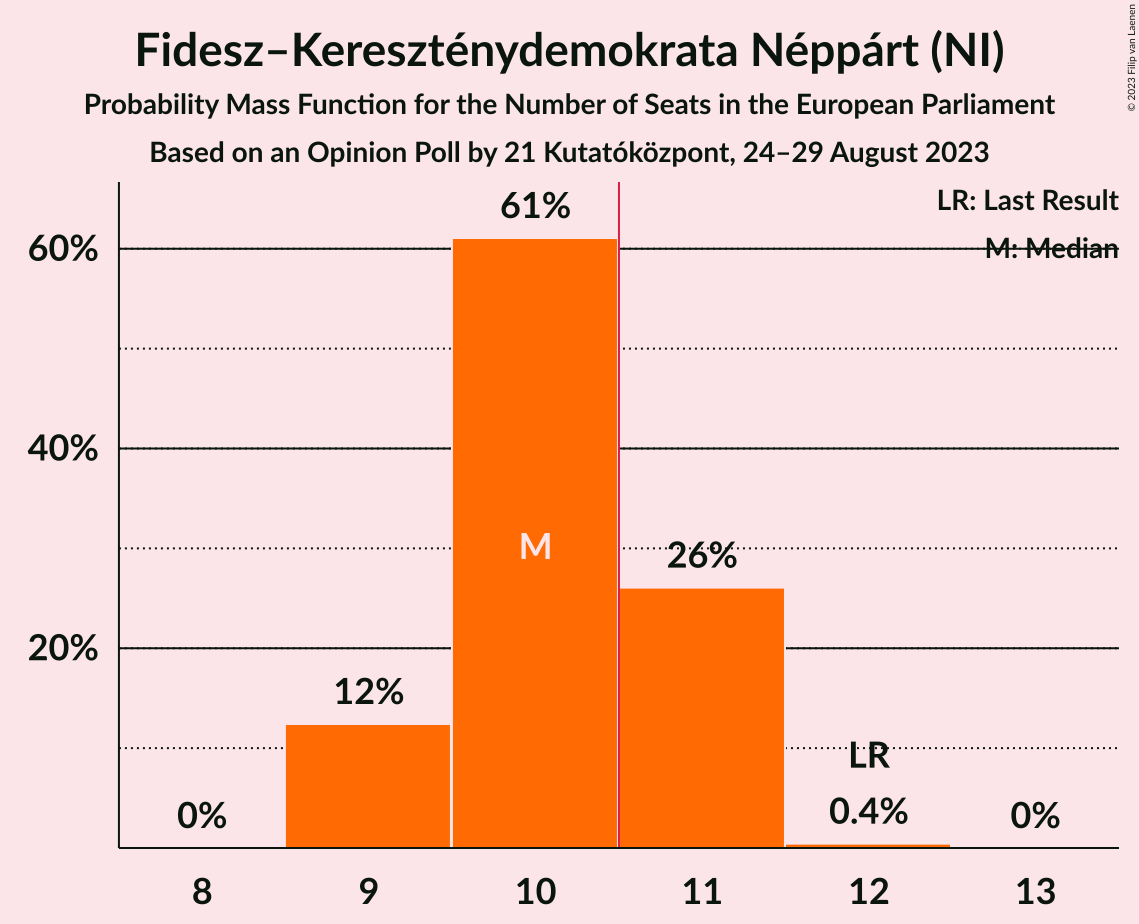 Fidesz–Kereszténydemokrata Néppárt (NI)
Probability Mass Function for the Number of Seats in the European Parliament
Based on an Opinion Poll by 21 Kutatóközpont, 24–29 August 2023
© 2023 Filip van Laenen
LR: Last Result
M: Median
60%
40%
20%
0%
12%
61%
M
26%
LR
0.4%
0%
8 9 10 11 12 13